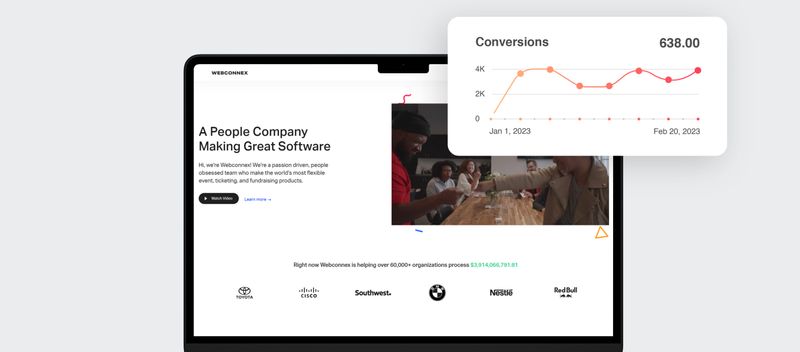 Conversions
638.00
4K
2K
0
Jan 1, 2023
Feb 20, 2023
WEBCONNEX
A People Company
Making Great Software
Hi, we're Webconnex! We're a passion driven, people
obsessed team who make the world's most flexible
event, ticketing, and fundraising products.
Watch Video
Learn more →
Right now Webconnex is helping over 60,000+ organizations process $3,914,066,791.81
TOYOTA
CISCO
Southwest
BMW
Nestlē
Red Bull